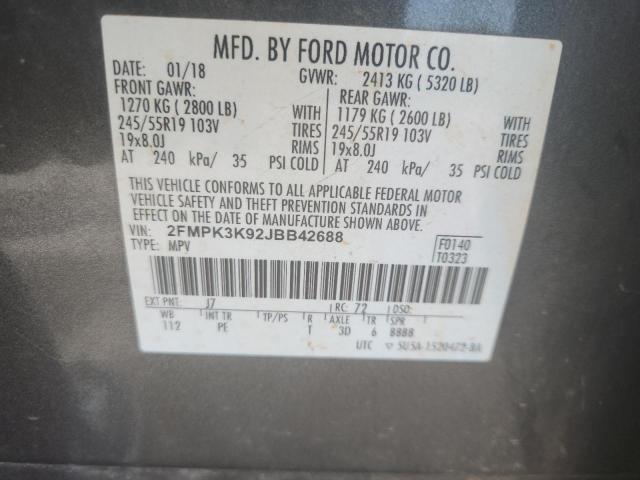 MFD. BY FORD MOTOR CO.
DATE: 01/18 GVWR: 2413 KG ( 5320 LB)
FRONT GAWR: REAR GAWR:
1270 KG ( 2800 LB) WITH 1179 KG ( 2600 LB) WITH
245/55R19 103V TIRES 245/55R19 103V TIRES
19x8.0J RIMS 19x8.0J RIMS
AT 240 kPa/ 35 PSI COLD AT 240 kPa/ 35 PSI COLD
THIS VEHICLE CONFORMS TO ALL APPLICABLE FEDERAL MOTOR
VEHICLE SAFETY AND THEFT PREVENTION STANDARDS IN
EFFECT ON THE DATE OF MANUFACTURE SHOWN ABOVE.
VIN: 2FMPK3K92JBB42688 F0140
TYPE: MPV T0323
EXT PNT: J7 RC: 72 DSO:
WB INT TR TP/PS R AXLE TR SPR
112 PE T 3D 6 8888
UTC ▽ SU5A-1520472-BA